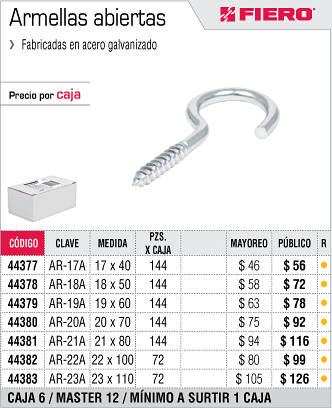 Armellas abiertas
FIERO®
› Fabricadas en acero galvanizado
Precio por caja
CÓDIGO CLAVE MEDIDA PZS. X CAJA MAYOREO PÚBLICO R
44377 AR-17A 17 x 40 144 $ 46 $ 56
44378 AR-18A 18 x 50 144 $ 58 $ 72
44379 AR-19A 19 x 60 144 $ 63 $ 78
44380 AR-20A 20 x 70 144 $ 75 $ 92
44381 AR-21A 21 x 80 144 $ 94 $ 116
44382 AR-22A 22 x 100 72 $ 80 $ 99
44383 AR-23A 23 x 110 72 $ 105 $ 126
CAJA 6 / MASTER 12 / MÍNIMO A SURTIR 1 CAJA